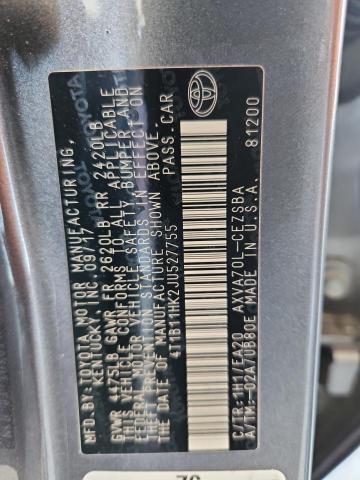 MFD. BY: TOYOTA MOTOR MANUFACTURING,
KENTUCKY, INC. 09/17
GVWR 4475LB GAWR FR 2620LB RR 2420LB
THIS VEHICLE CONFORMS TO ALL APPLICABLE
FEDERAL MOTOR VEHICLE SAFETY, BUMPER AND
THEFT PREVENTION STANDARDS IN EFFECT ON
THE DATE OF MANUFACTURE SHOWN ABOVE.
4T1B11HK2JU527755 PASS.CAR
C/TR:1H1/EA20 AXVA70L-CEZSBA
A/TM:-02A/UB80E MADE IN U.S.A. 81200